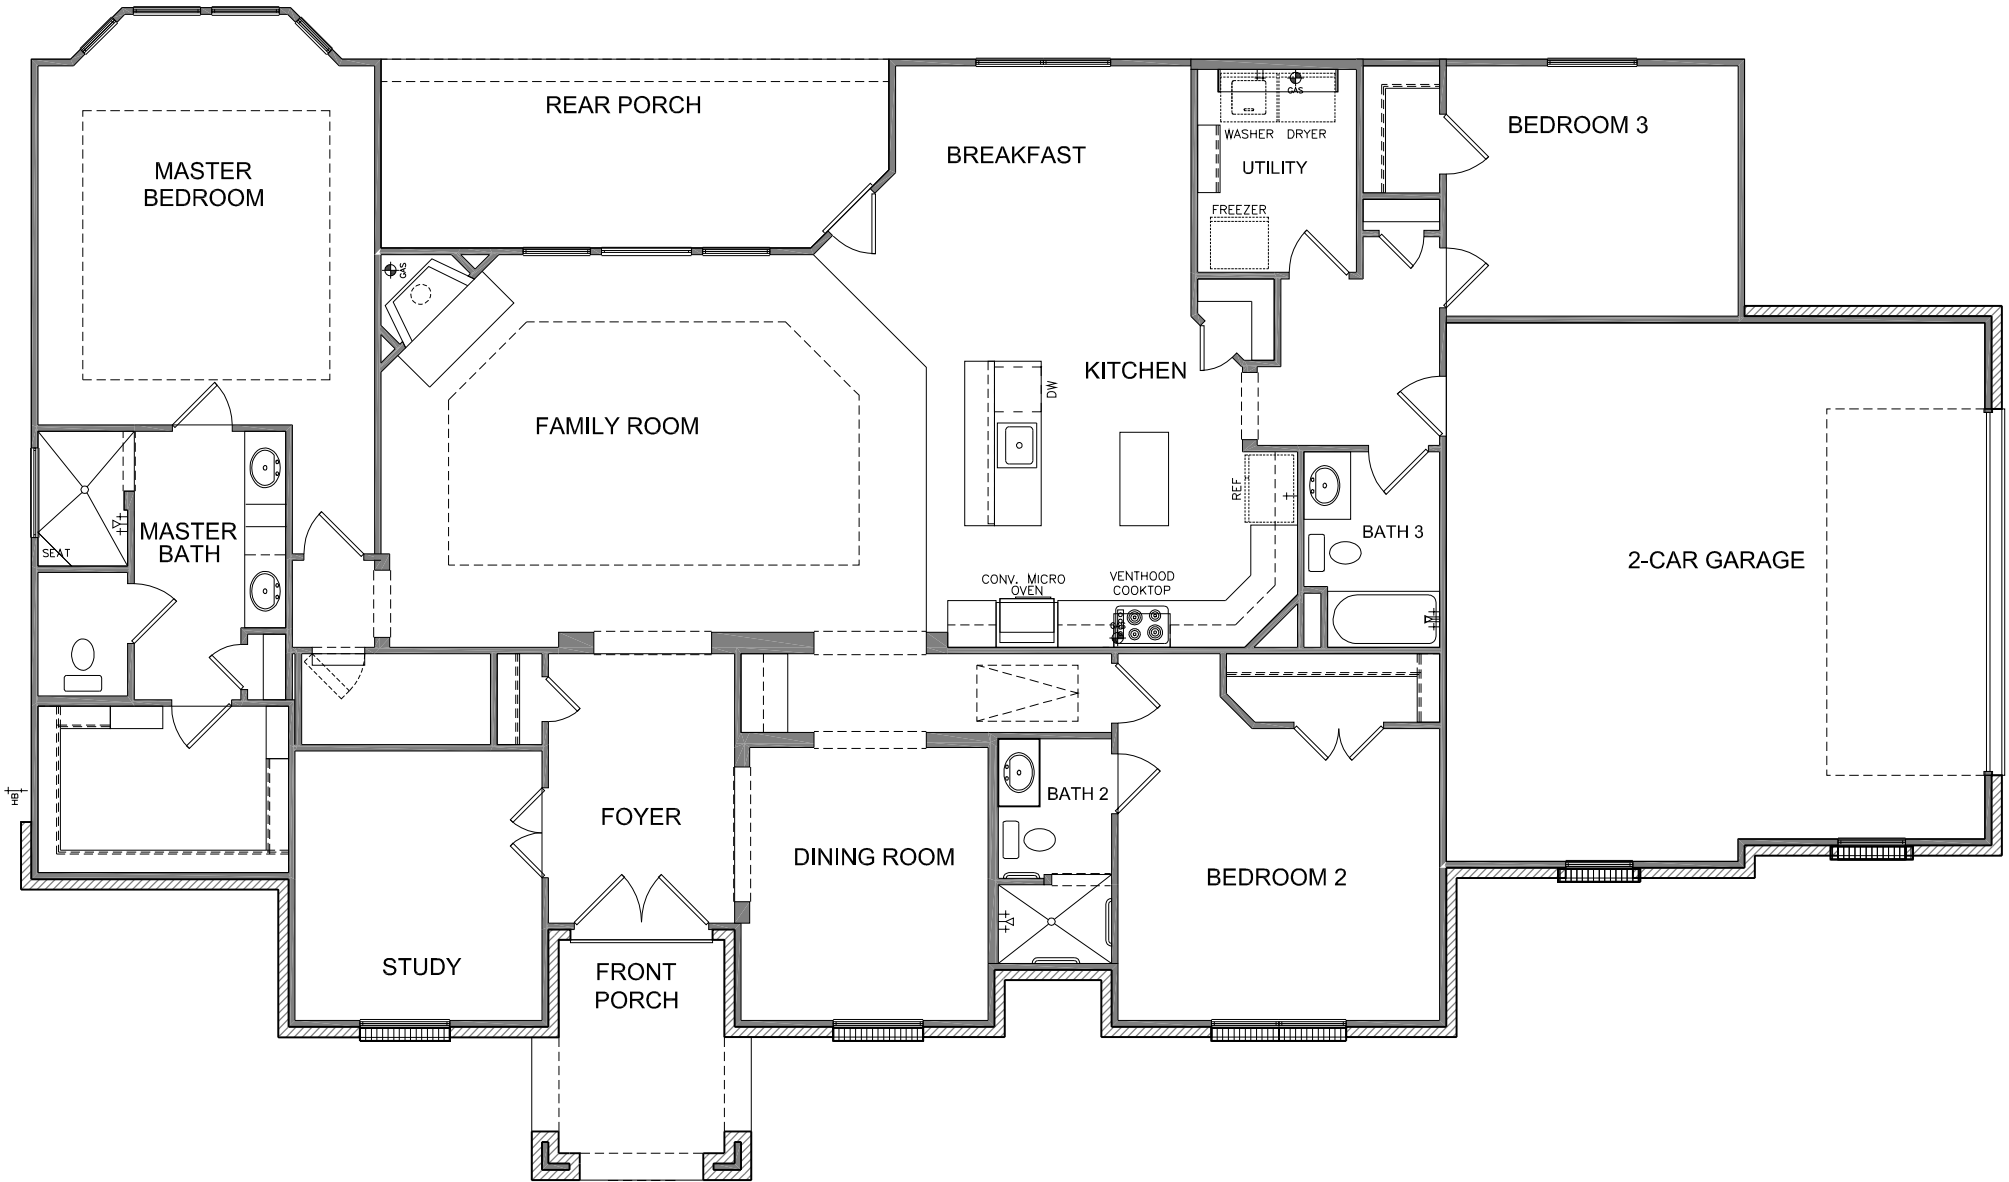 REAR PORCH
MASTER
BEDROOM
BREAKFAST
GAS
WASHER
DRYER
UTILITY
FREEZER
BEDROOM 3
GAS
FAMILY ROOM
KITCHEN
DW
REF
CONV. MICRO
OVEN
VENTHOOD
COOKTOP
BATH 3
2-CAR GARAGE
MASTER
BATH
SEAT
HB
FOYER
BATH 2
DINING ROOM
BEDROOM 2
STUDY
FRONT
PORCH